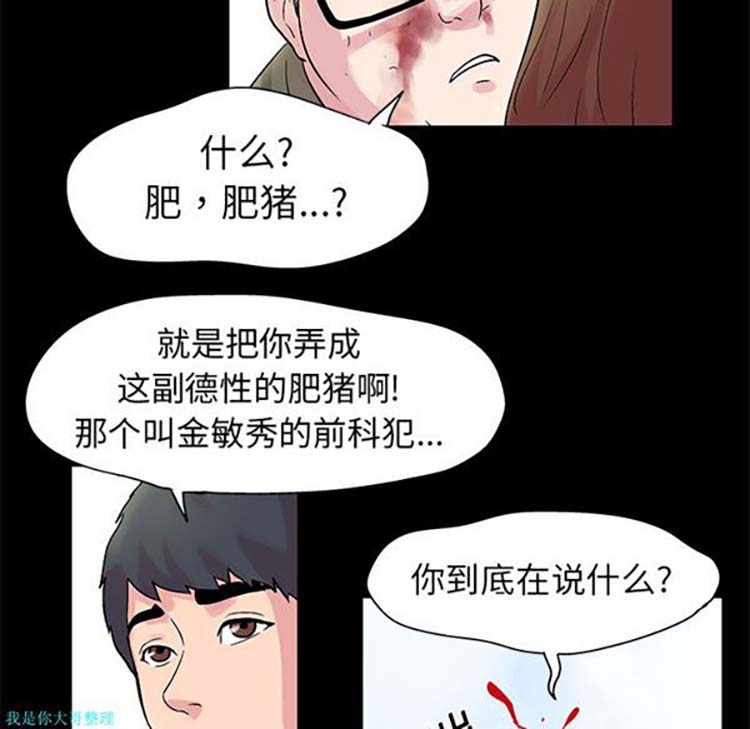 什么?
肥，肥猪...?
就是把你弄成
这副德性的肥猪啊!
那个叫金敏秀的前科犯...
你到底在说什么?
我是你大哥整理